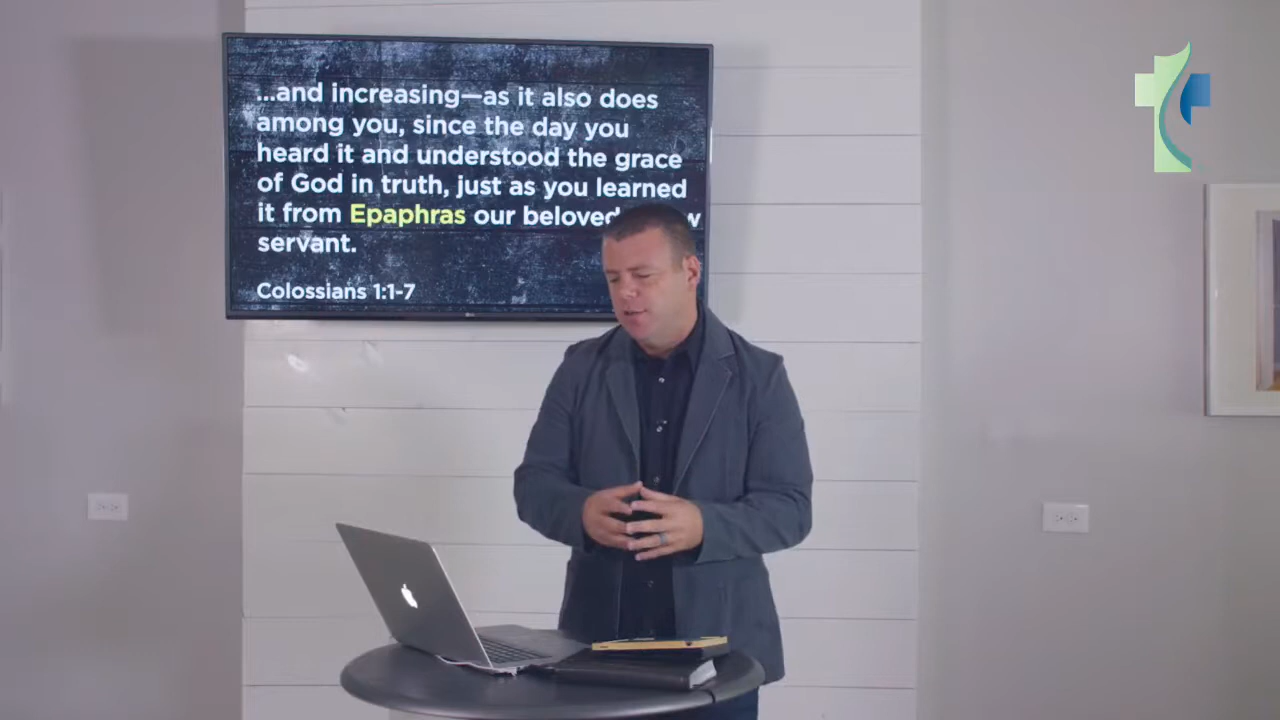 ...and increasing—as it also does
among you, since the day you
heard it and understood the grace
of God in truth, just as you learned
it from Epaphras our beloved
servant.
Colossians 1:1-7